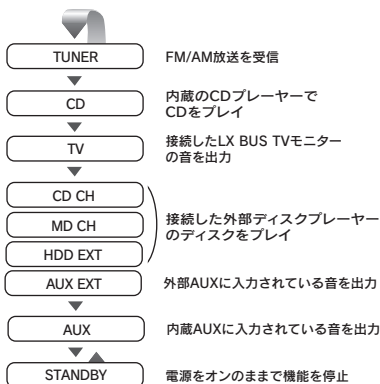 TUNER
FM/AM放送を受信
CD
内蔵のCDプレーヤーで
CDをプレイ
TV
接続したLX BUS TVモニター
の音を出力
CD CH
MD CH
HDD EXT
接続した外部ディスクプレーヤー
のディスクをプレイ
AUX EXT
外部AUXに入力されている音を出力
AUX
内蔵AUXに入力されている音を出力
STANDBY
電源をオンのままで機能を停止